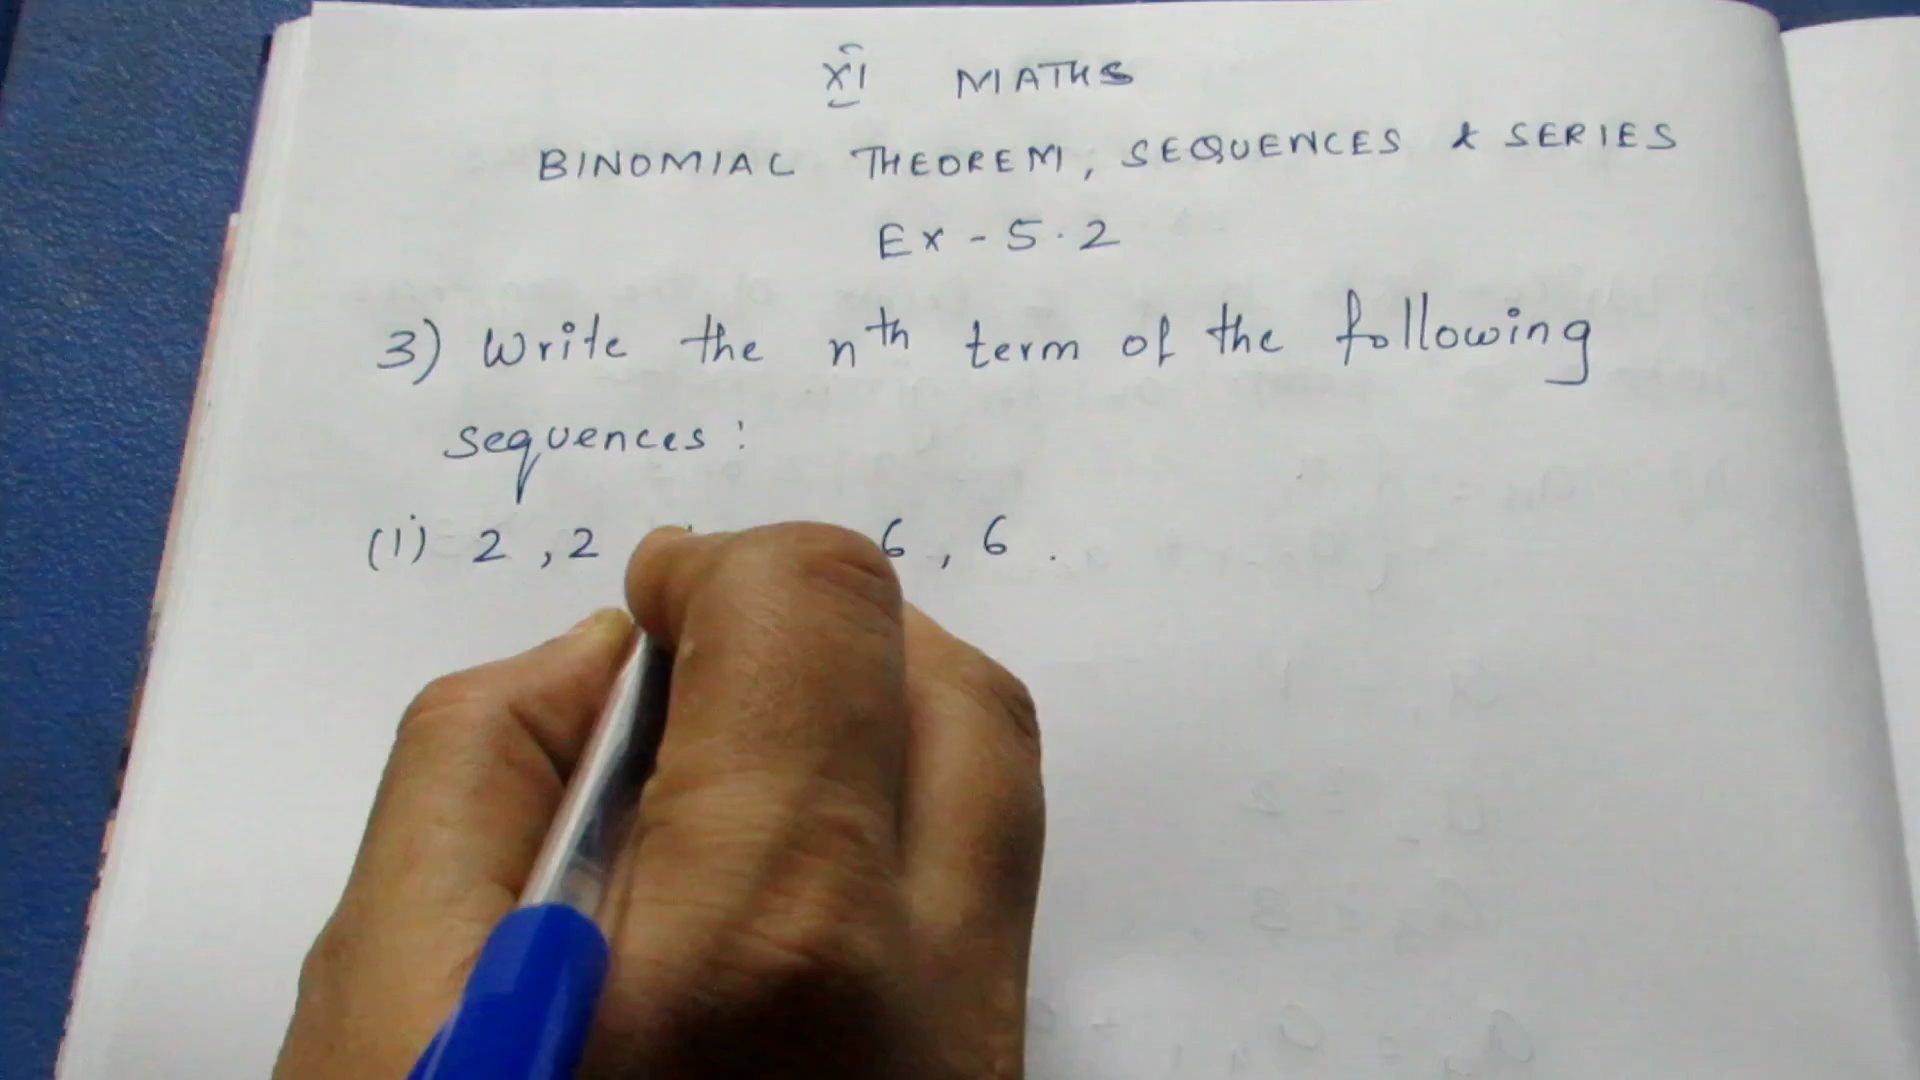 XI MATHS
BINOMIAL THEOREM, SEQUENCES & SERIES
Ex - 5.2
3) Write the nth term of the following
sequences:
(i) 2, 2 6, 6.